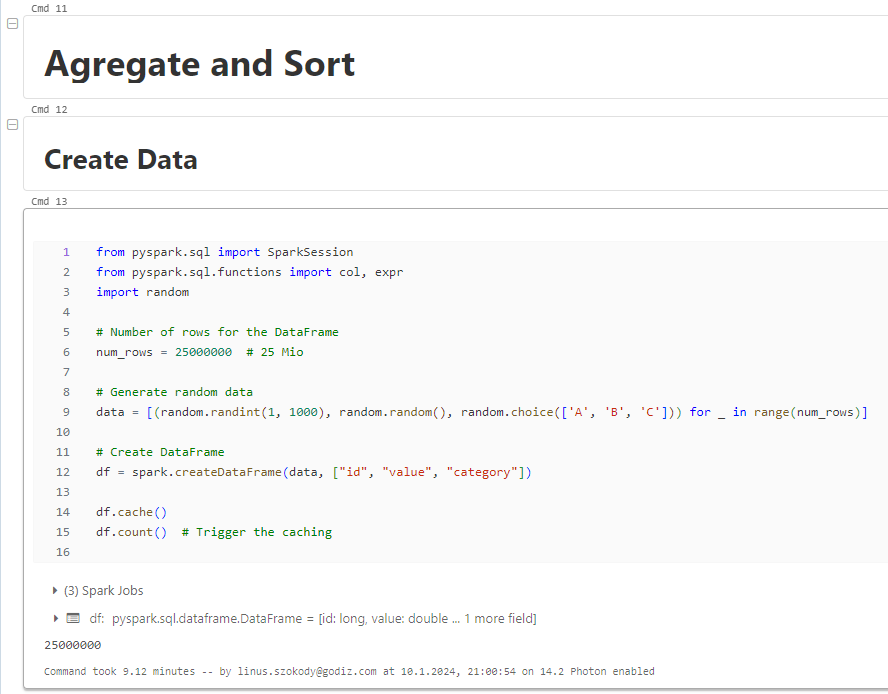 Cmd 11
Agregate and Sort
Cmd 12
Create Data
Cmd 13
1 from pyspark.sql import SparkSession
2 from pyspark.sql.functions import col, expr
3 import random
4
5 # Number of rows for the DataFrame
6 num_rows = 25000000  # 25 Mio
7
8 # Generate random data
9 data = [(random.randint(1, 1000), random.random(), random.choice(['A', 'B', 'C'])) for _ in range(num_rows)]
10
11 # Create DataFrame
12 df = spark.createDataFrame(data, ["id", "value", "category"])
13
14 df.cache()
15 df.count()  # Trigger the caching
16
(3) Spark Jobs
df: pyspark.sql.dataframe.DataFrame = [id: long, value: double ... 1 more field]
25000000
Command took 9.12 minutes -- by linus.szokody@godiz.com at 10.1.2024, 21:00:54 on 14.2 Photon enabled